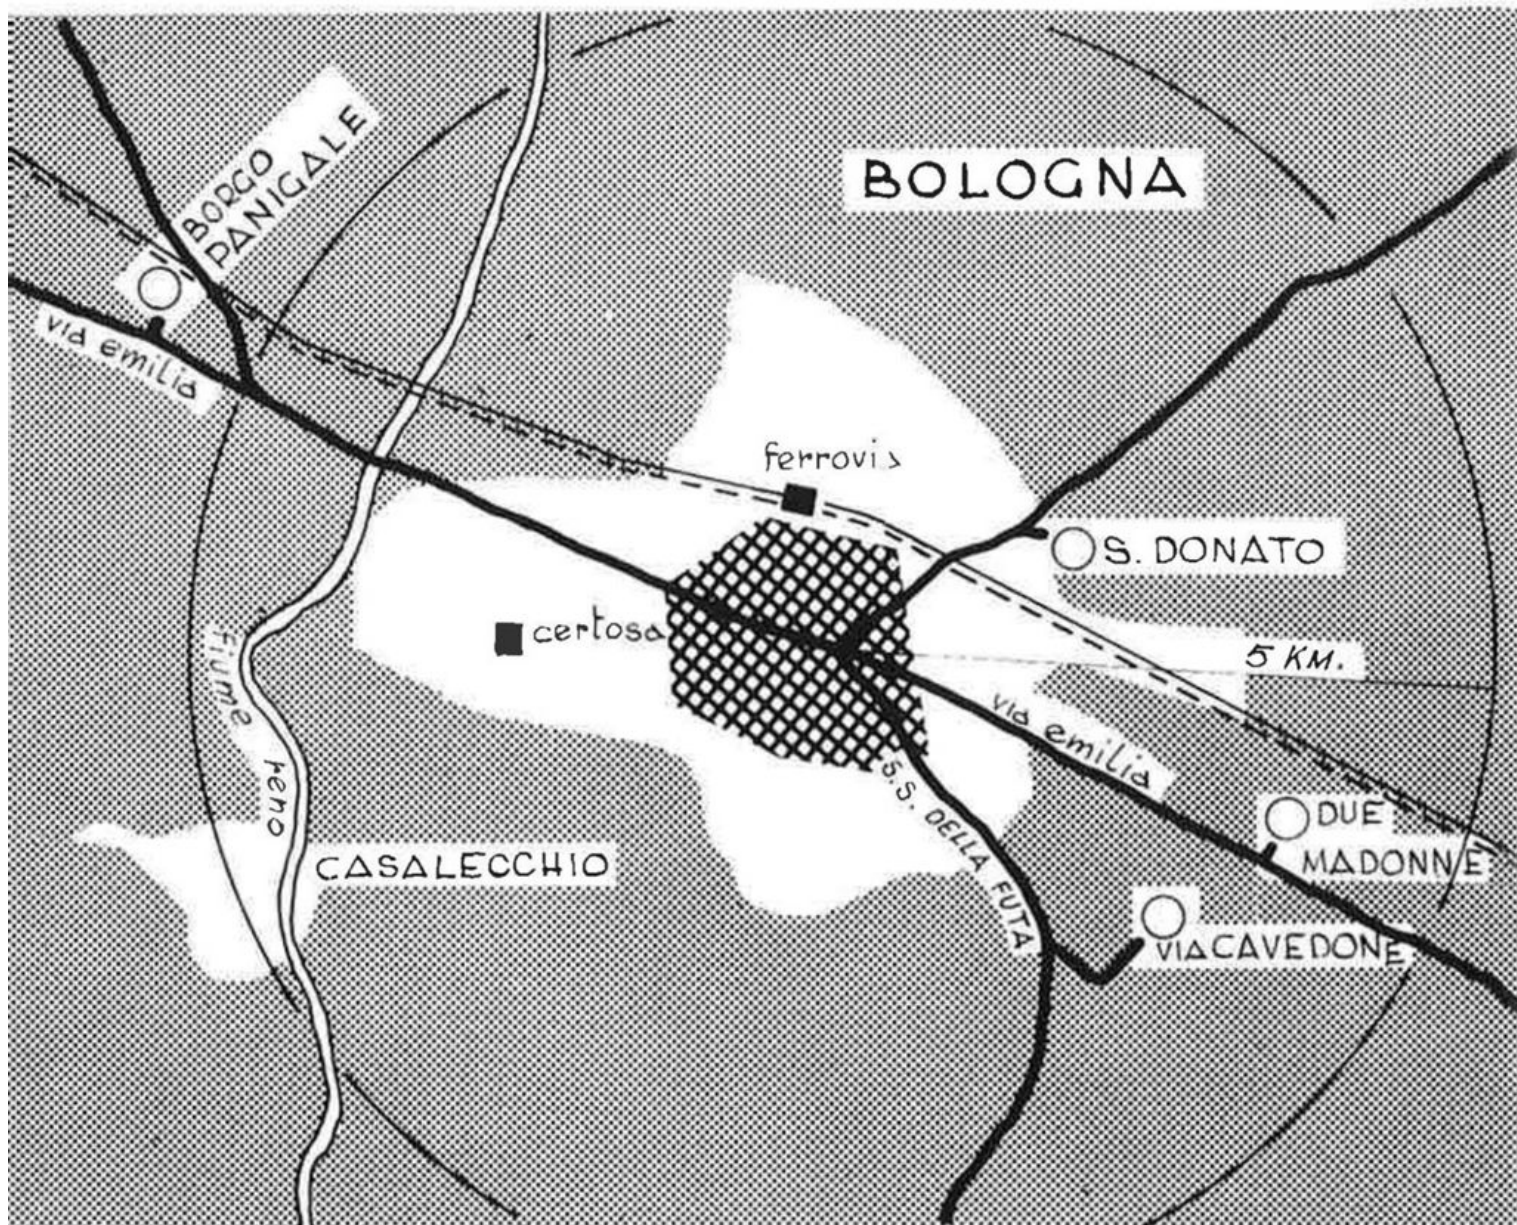 BOLOGNA
BORGO
PANIGALE
via emilia
ferrovia
S. DONATO
certosa
5 KM.
fiume reno
via emilia
S.S. DELLA FUTA
DUE
MADONNE
CASALECCHIO
VIA CAVEDONE